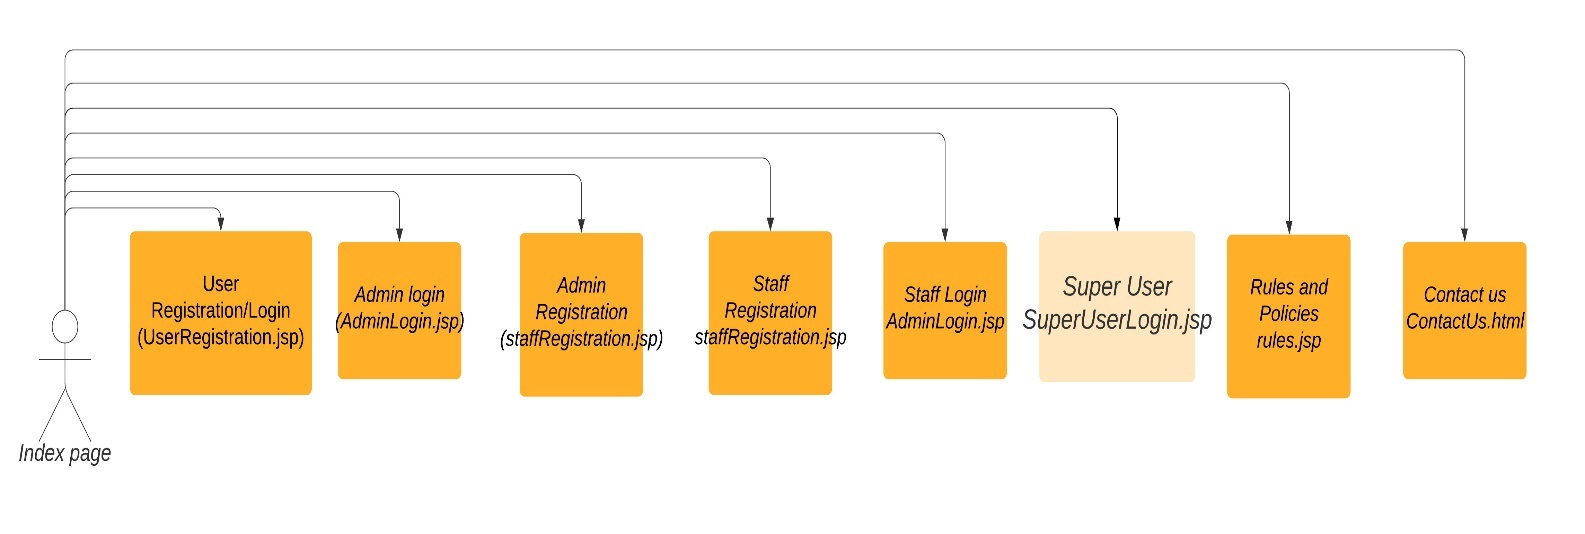 User
Registration/Login
(UserRegistration.jsp)
Admin login
(AdminLogin.jsp)
Admin
Registration
(staffRegistration.jsp)
Staff
Registration
staffRegistration.jsp
Staff Login
AdminLogin.jsp
Super User
SuperUserLogin.jsp
Rules and
Policies
rules.jsp
Contact us
ContactUs.html
Index page